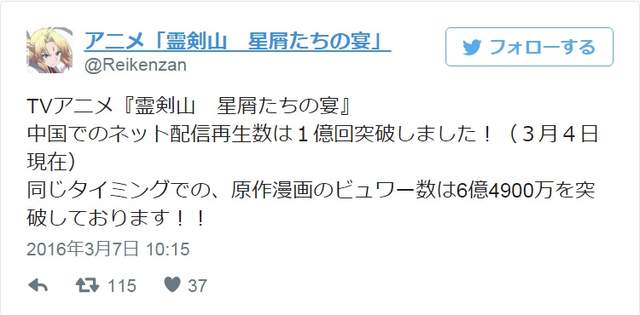 アニメ「霊剣山　星屑たちの宴」
@Reikenzan
フォローする
TVアニメ『霊剣山　星屑たちの宴』
中国でのネット配信再生数は１億回突破しました！（３月４日
現在）
同じタイミングでの、原作漫画のビュワー数は6億4900万を突
破しております！！
2016年3月7日 10:15
115 37